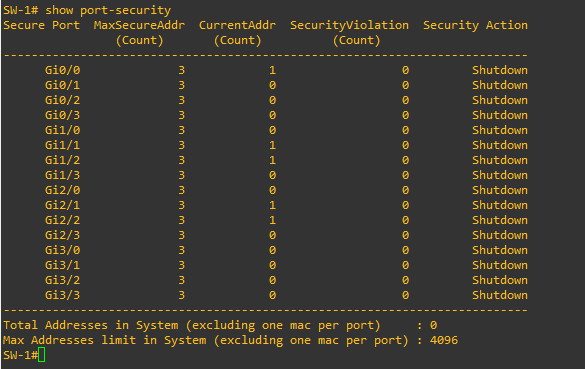 SW-1# show port-security
Secure Port  MaxSecureAddr  CurrentAddr  SecurityViolation  Security Action
                (Count)       (Count)          (Count)
---------------------------------------------------------------------------
      Gi0/0              3            1                  0         Shutdown
      Gi0/1              3            0                  0         Shutdown
      Gi0/2              3            0                  0         Shutdown
      Gi0/3              3            0                  0         Shutdown
      Gi1/0              3            0                  0         Shutdown
      Gi1/1              3            1                  0         Shutdown
      Gi1/2              3            1                  0         Shutdown
      Gi1/3              3            0                  0         Shutdown
      Gi2/0              3            0                  0         Shutdown
      Gi2/1              3            1                  0         Shutdown
      Gi2/2              3            1                  0         Shutdown
      Gi2/3              3            0                  0         Shutdown
      Gi3/0              3            0                  0         Shutdown
      Gi3/1              3            0                  0         Shutdown
      Gi3/2              3            0                  0         Shutdown
      Gi3/3              3            0                  0         Shutdown
---------------------------------------------------------------------------
Total Addresses in System (excluding one mac per port)     : 0
Max Addresses limit in System (excluding one mac per port) : 4096
SW-1#